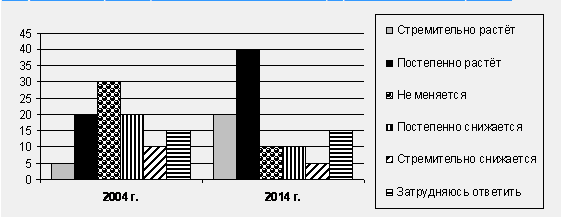 45
40
35
30
25
20
15
10
5
0
2004 г.
2014 г.
Стремительно растёт
Постепенно растёт
Не меняется
Постепенно снижается
Стремительно снижается
Затрудняюсь ответить